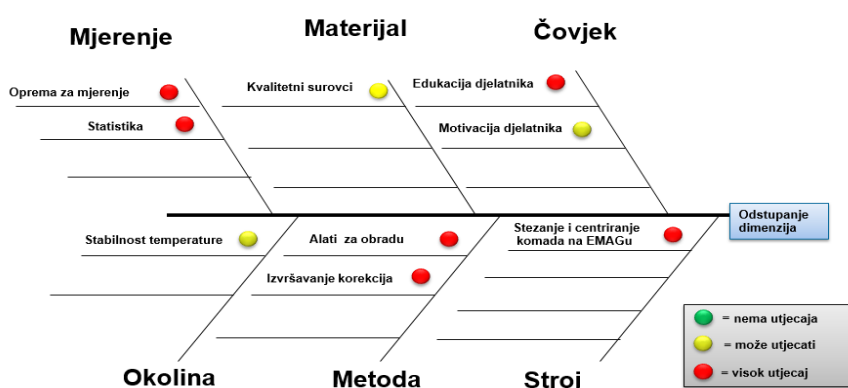 Mjerenje
Materijal
Čovjek
Oprema za mjerenje
Kvalitetni surovci
Edukacija djelatnika
Statistika
Motivacija djelatnika
Odstupanje
dimenzija
Stabilnost temperature
Alati za obradu
Stezanje i centriranje
komada na EMAGu
Izvršavanje korekcija
= nema utjecaja
= može utjecati
= visok utjecaj
Okolina
Metoda
Stroj